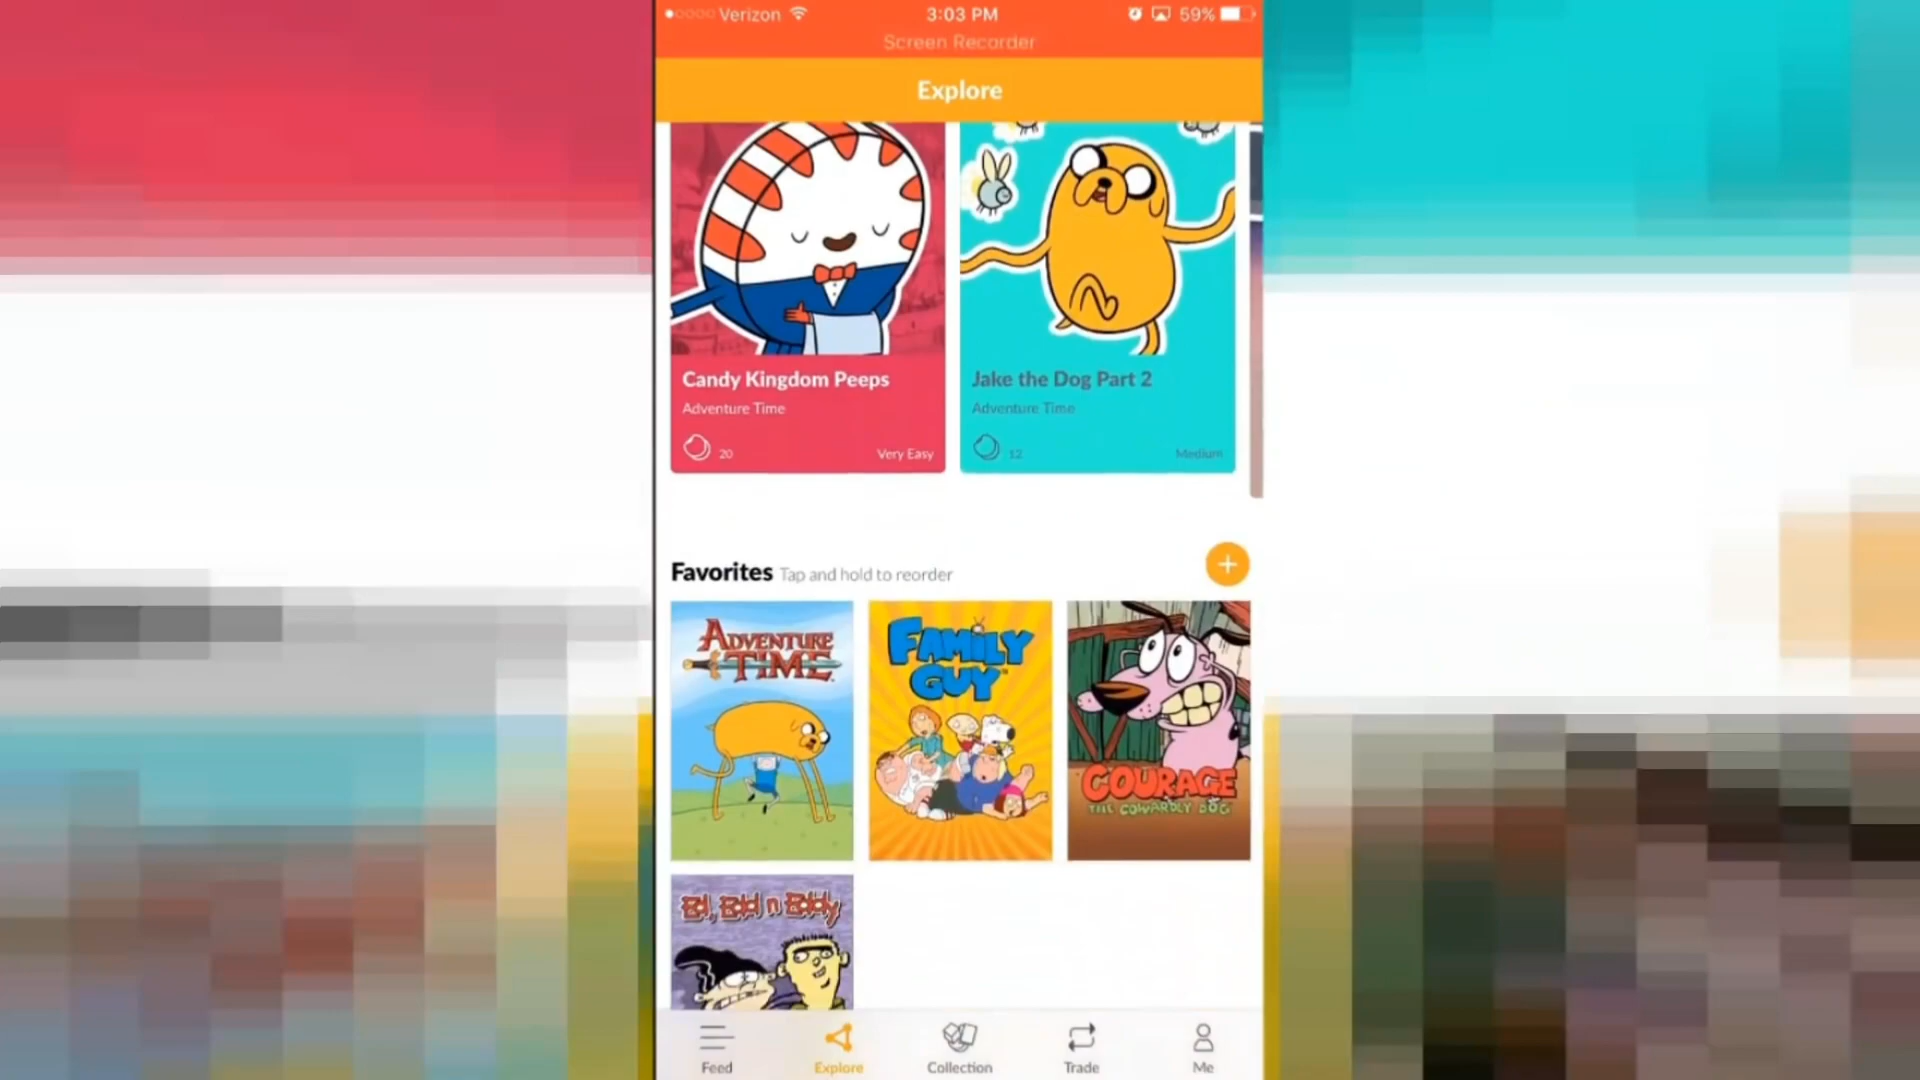 Verizon 3:03 PM 59%
Screen Recorder
Explore
Candy Kingdom Peeps
Adventure Time
20 Very Easy
Jake the Dog Part 2
Adventure Time
12 Medium
Favorites Tap and hold to reorder
ADVENTURE
TIME
FAMILY
GUY
COURAGE
THE COWARDLY DOG
Ed, Edd n Eddy
Feed Explore Collection Trade Me